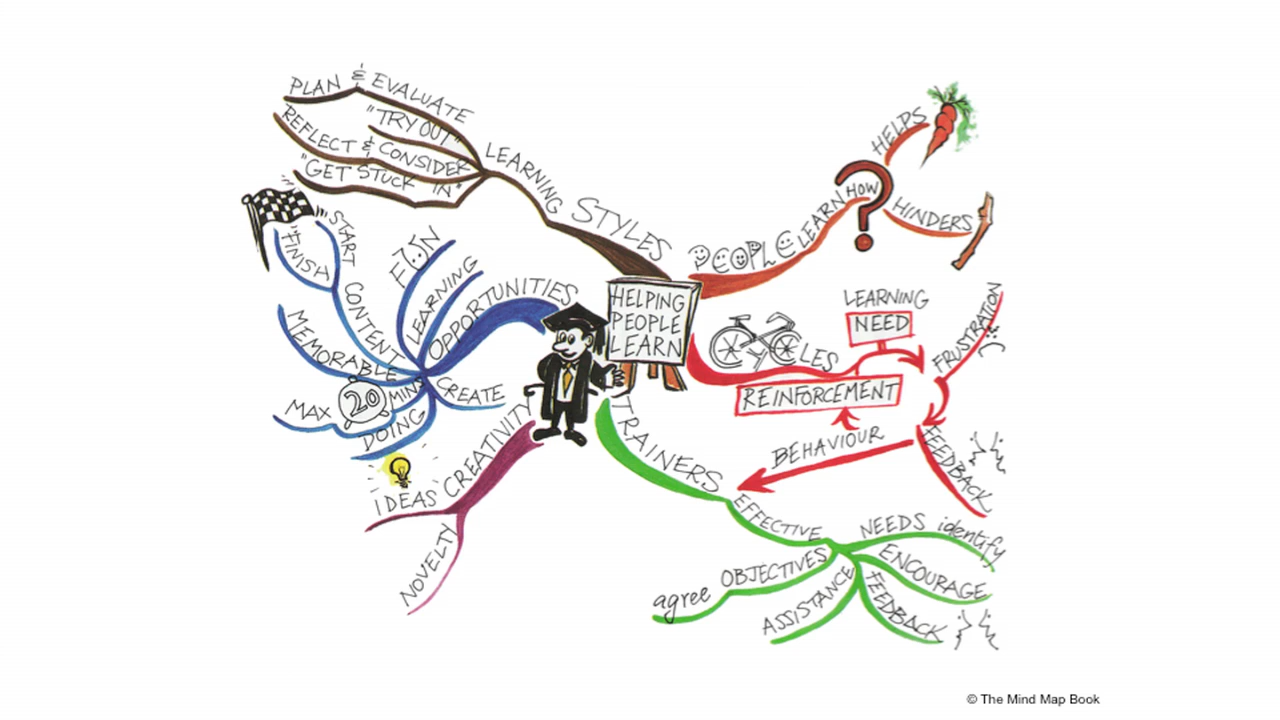 HELPING
PEOPLE
LEARN
PEOPLE LEARN
HOW
?
HELPS
HINDERS
LES
LEARNING
NEED
FRUSTRATION
FEEDBACK
BEHAVIOUR
REINFORCEMENT
TRAINERS
EFFECTIVE
NEEDS identify
ENCOURAGE
FEEDBACK
ASSISTANCE
OBJECTIVES
agree
CREATIVITY
IDEAS
NOVELTY
OPPORTUNITIES
CREATE
DOING
MAX 20 MINS
MEMORABLE
CONTENT
START
FINISH
FUN
LEARNING
LEARNING STYLES
PLAN & EVALUATE
"TRY OUT"
REFLECT & CONSIDER
"GET STUCK IN"
© The Mind Map Book